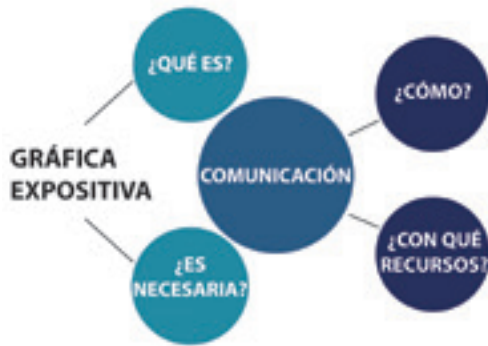 ¿QUÉ ES?
¿CÓMO?
GRÁFICA
EXPOSITIVA
COMUNICACIÓN
¿ES
NECESARIA?
¿CON QUÉ
RECURSOS?